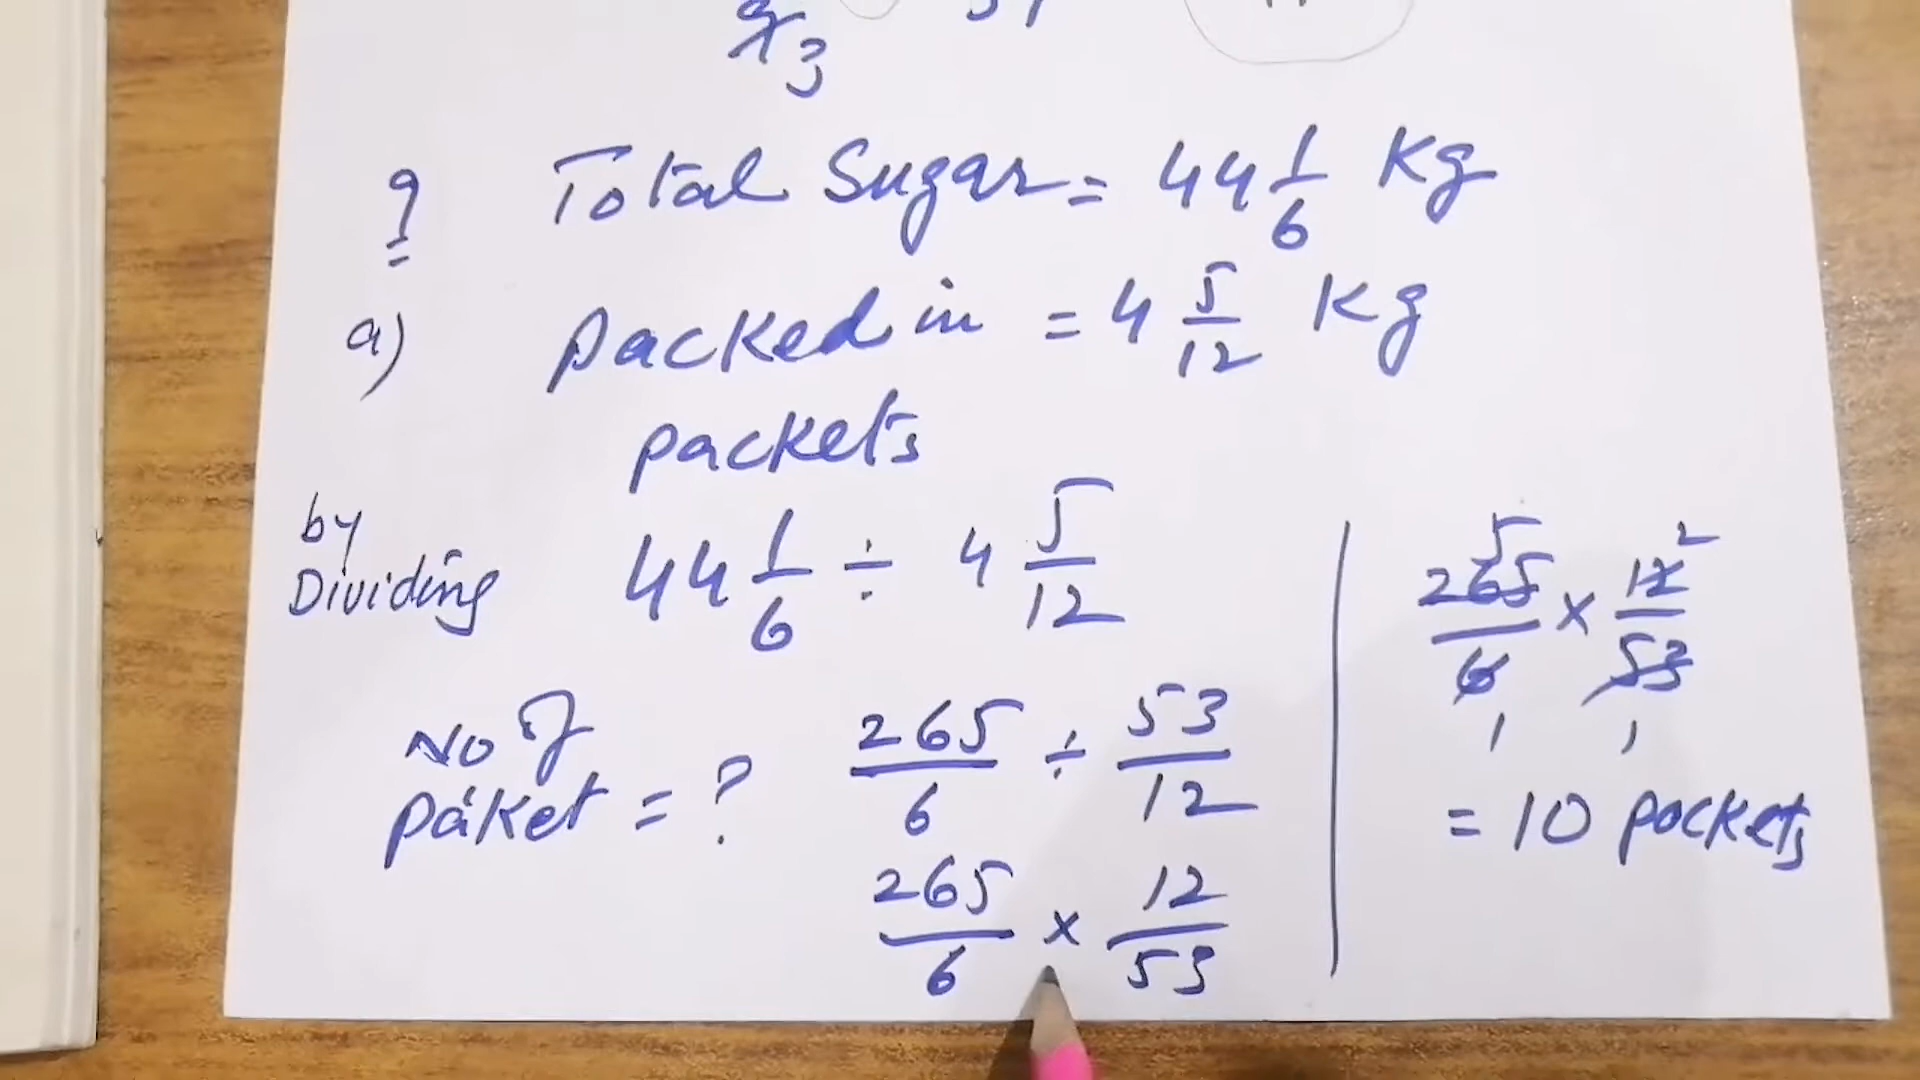 9 Total Sugar = 44 1/6 Kg
a) packed in = 4 5/12 Kg
packets
by
Dividing 44 1/6 ÷ 4 5/12
No of
paket = ? 265/6 ÷ 53/12
265/6 × 12/53
5 2
265/6 × 12/53
1 1
= 10 packets